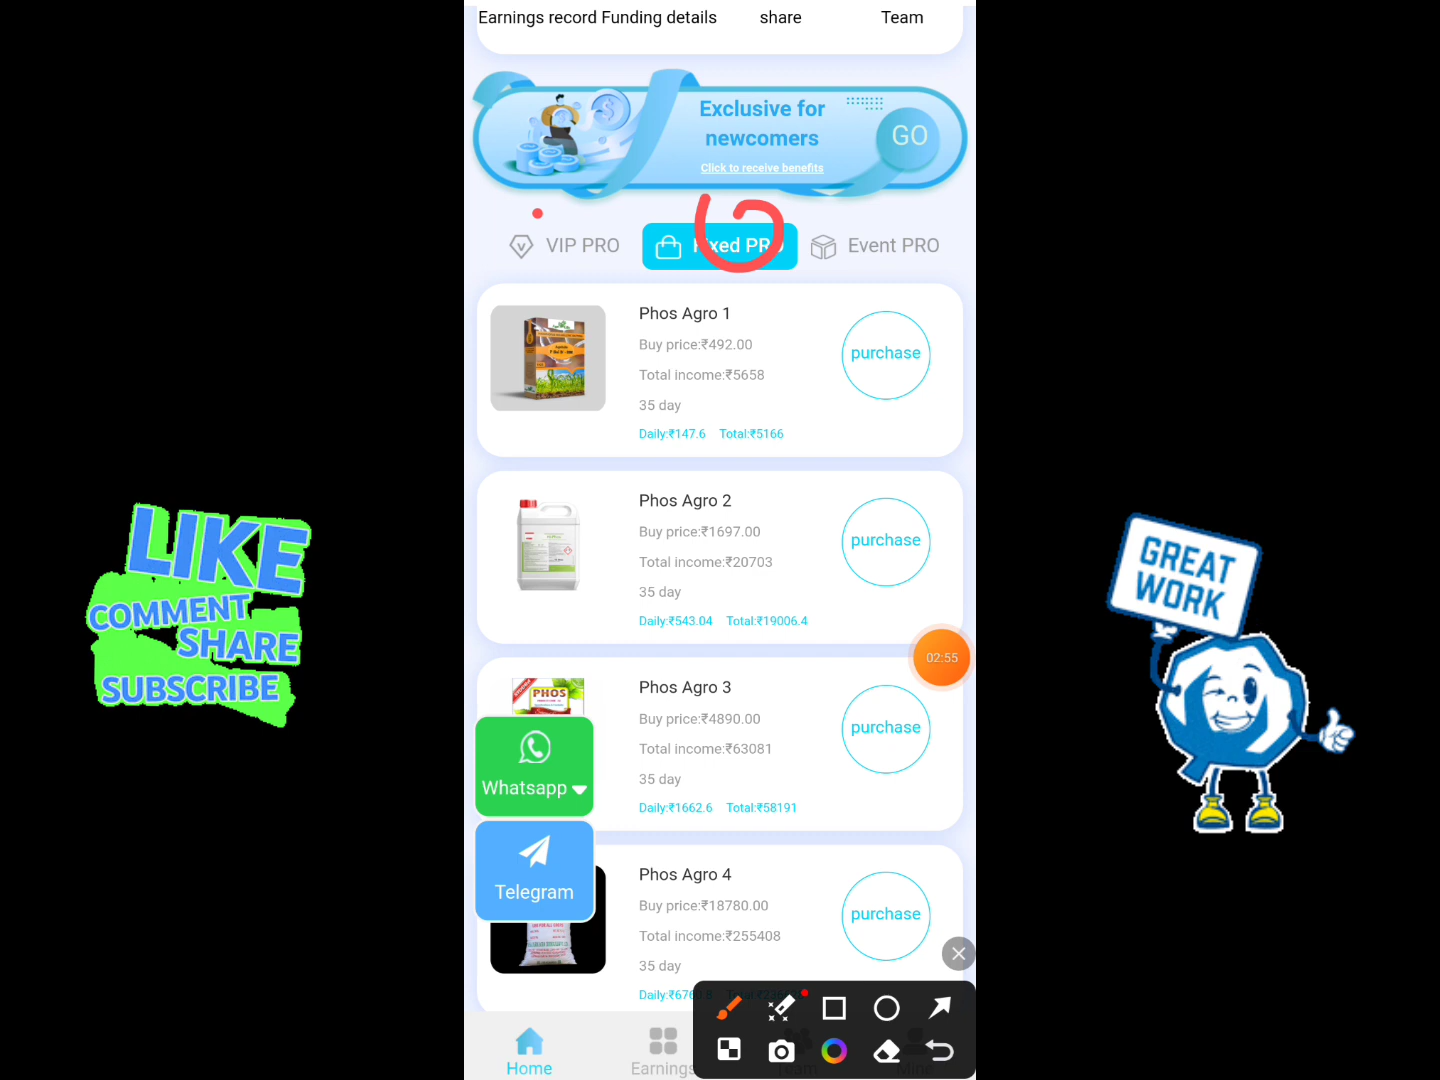 Earnings record Funding details share Team
Exclusive for
newcomers
Click to receive benefits
GO
VIP PRO Fixed PRO Event PRO
Phos Agro 1
Buy price:₹492.00
Total income:₹5658
35 day
Daily:₹147.6 Total:₹5166
purchase
Phos Agro 2
Buy price:₹1697.00
Total income:₹20703
35 day
Daily:₹543.04 Total:₹19006.4
purchase
PHOS
Phos Agro 3
Buy price:₹4890.00
Total income:₹63081
35 day
Daily:₹1662.6 Total:₹58191
purchase
02:55
Whatsapp
Telegram
Phos Agro 4
Buy price:₹18780.00
Total income:₹255408
35 day
purchase
Home Earnings Team Mine
LIKE
COMMENT
SHARE
SUBSCRIBE
GREAT
WORK